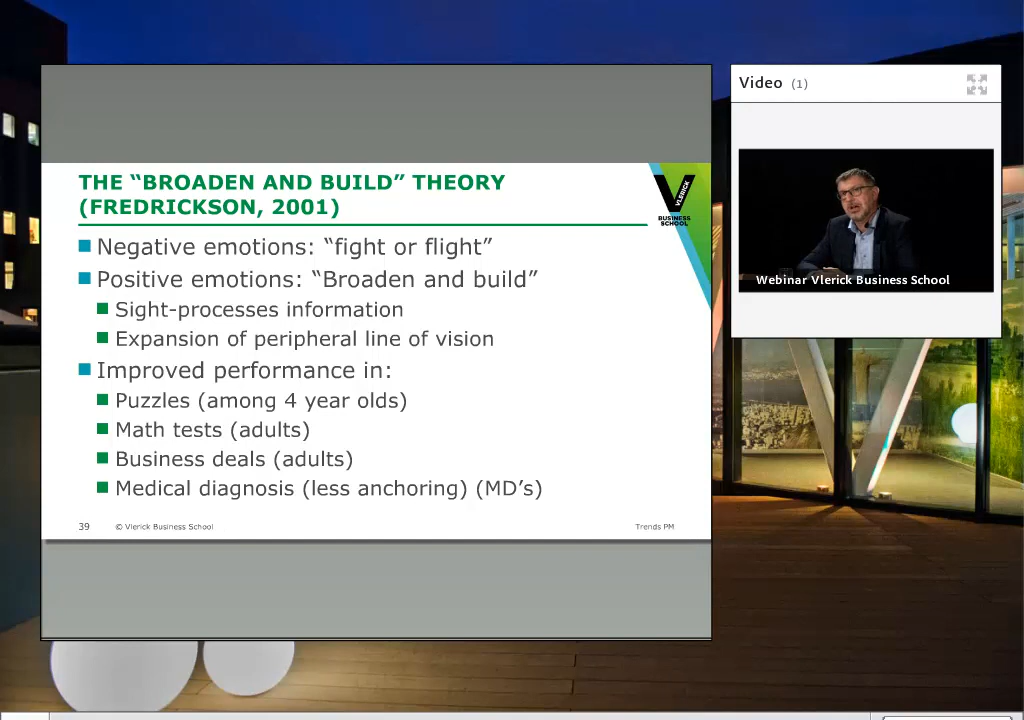 Video (1)
THE “BROADEN AND BUILD” THEORY
(FREDRICKSON, 2001)
VLERICK
BUSINESS
SCHOOL
Negative emotions: “fight or flight”
Positive emotions: “Broaden and build”
Sight-processes information
Expansion of peripheral line of vision
Improved performance in:
Puzzles (among 4 year olds)
Math tests (adults)
Business deals (adults)
Medical diagnosis (less anchoring) (MD’s)
39 © Vlerick Business School Trends PM
Webinar Vlerick Business School